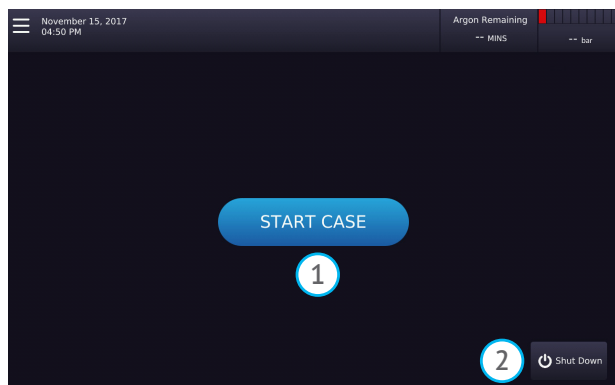 November 15, 2017
04:50 PM
Argon Remaining
-- MINS
-- bar
START CASE
1
2
Shut Down